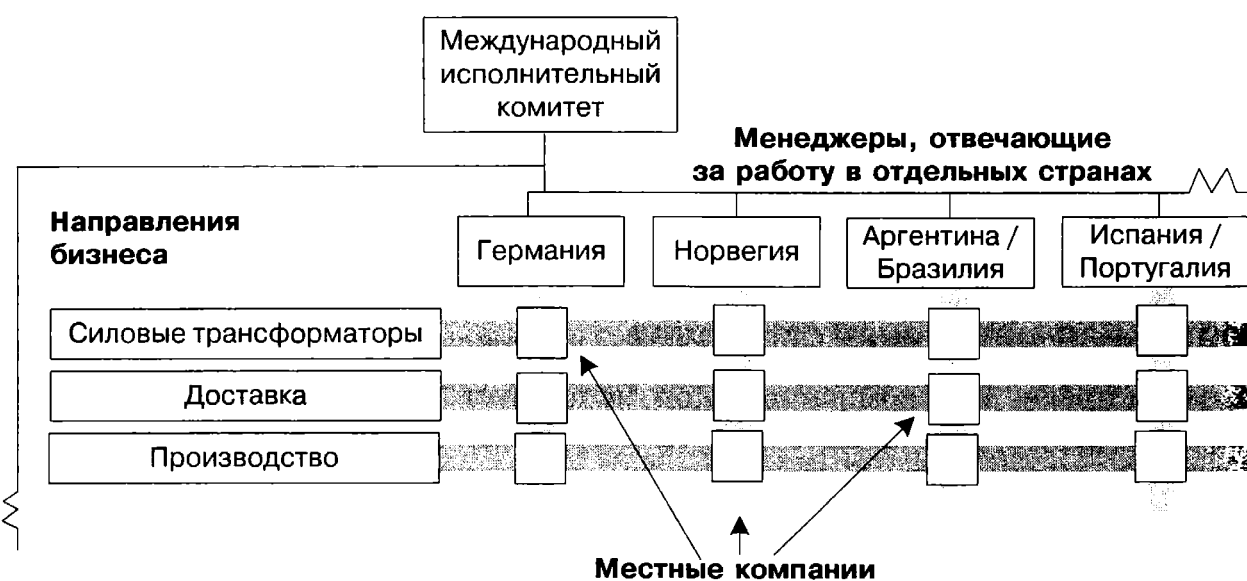 Международный
исполнительный
комитет
Менеджеры, отвечающие
за работу в отдельных странах
Направления
бизнеса
Германия
Норвегия
Аргентина /
Бразилия
Испания /
Португалия
Силовые трансформаторы
Доставка
Производство
Местные компании